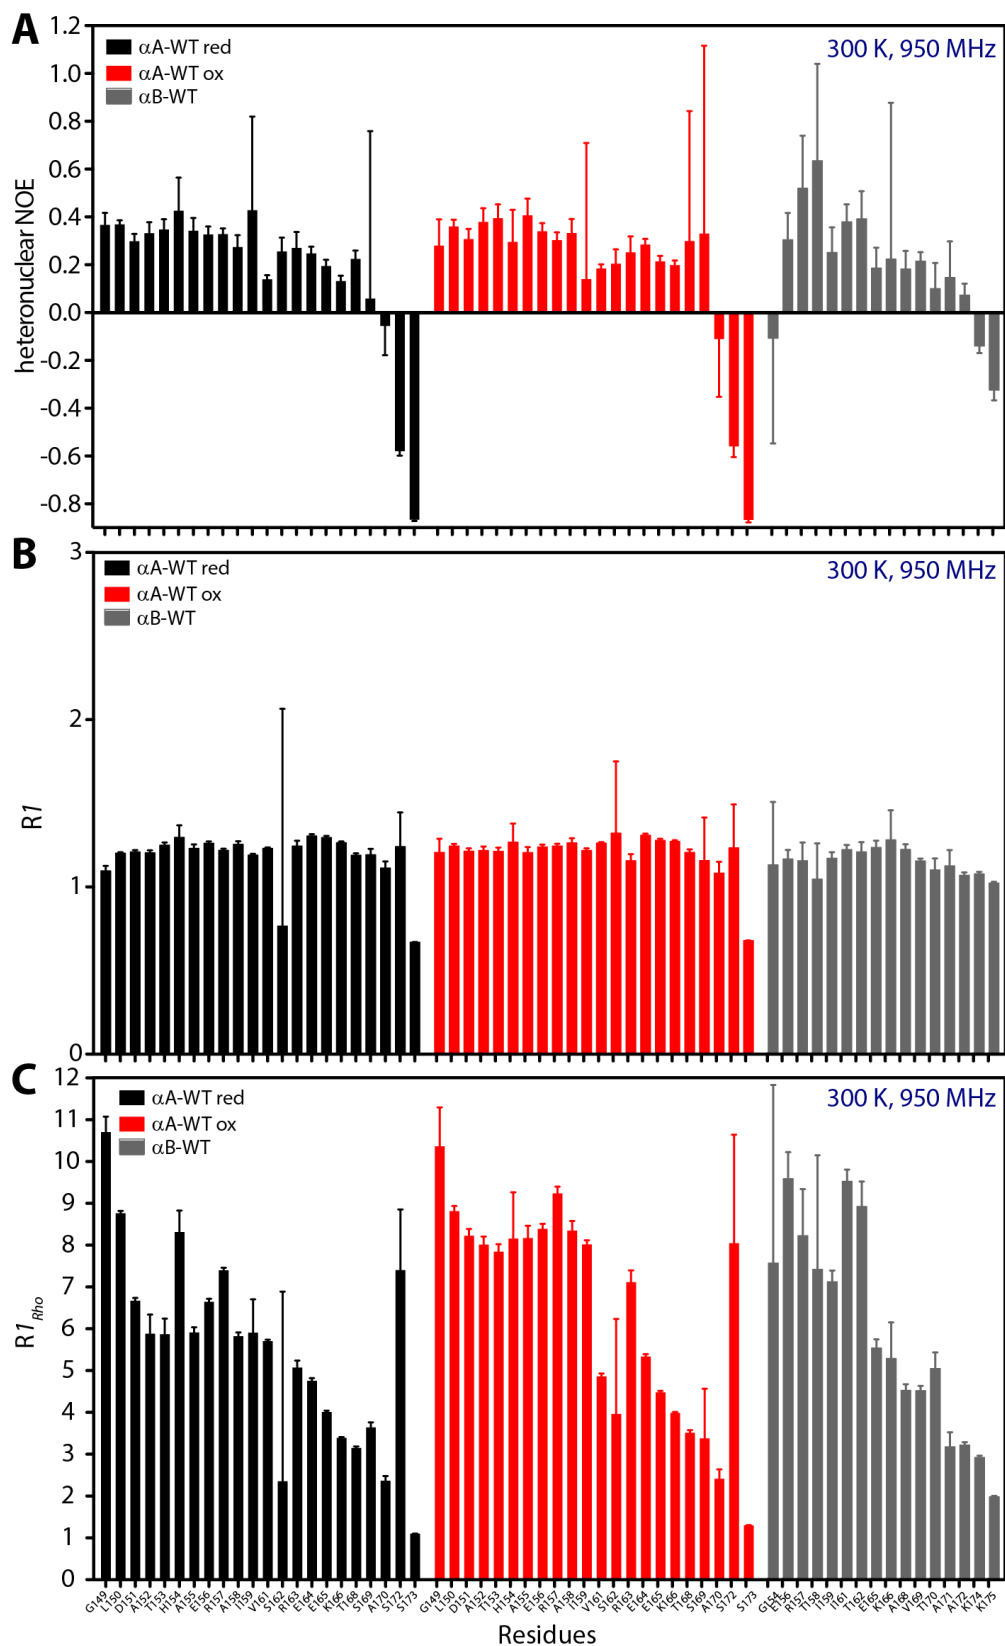 A
1.2
1.0
0.8
0.6
0.4
0.2
0.0
-0.2
-0.4
-0.6
-0.8
heteronuclear NOE
αA-WT red
αA-WT ox
αB-WT
300 K, 950 MHz
B
3
2
1
0
R1
αA-WT red
αA-WT ox
αB-WT
300 K, 950 MHz
C
12
11
10
9
8
7
6
5
4
3
2
1
0
R1Rho
αA-WT red
αA-WT ox
αB-WT
300 K, 950 MHz
G149 L150 D151 A152 T153 H154 A155 E156 R157 A158 I159 V161 S162 R163 E164 E165 K166 T168 S169 A170 S172 S173 G149 L150 D151 A152 T153 H154 A155 E156 R157 A158 I159 V161 S162 R163 E164 E165 K166 T168 S169 A170 S172 S173 G154 E156 R157 T158 I159 I161 T162 E165 K166 A168 V169 T170 A171 A172 K174 K175
Residues